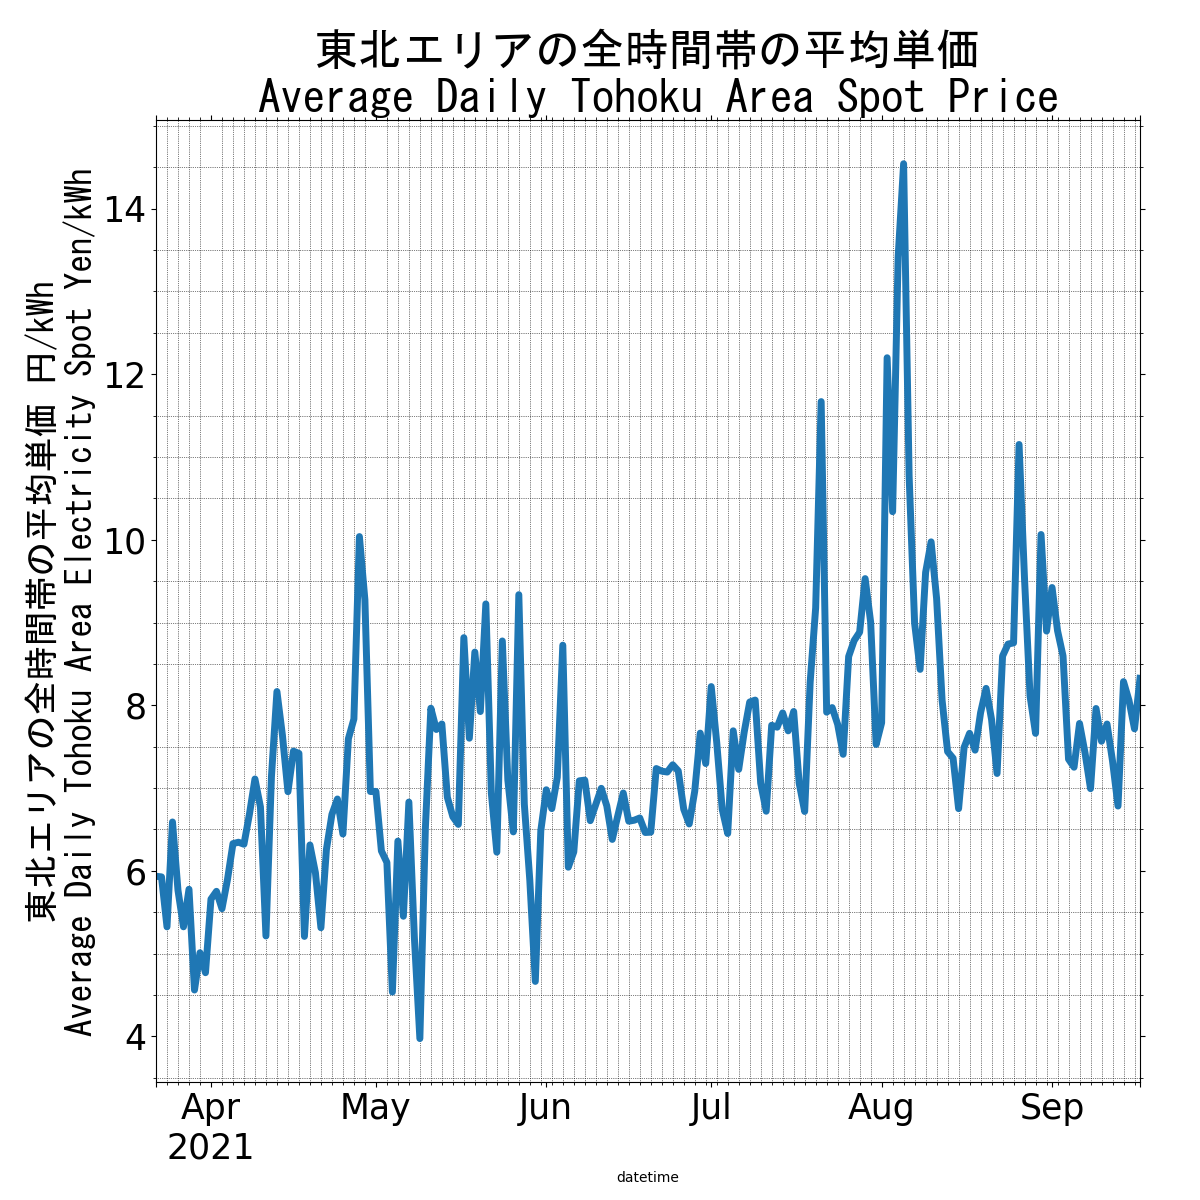 東北エリアの全時間帯の平均単価
Average Daily Tohoku Area Spot Price
東北エリアの全時間帯の平均単価 円/kWh
Average Daily Tohoku Area Electricity Spot Yen/kWh
14
12
10
8
6
4
Apr
2021
May
Jun
Jul
Aug
Sep
datetime